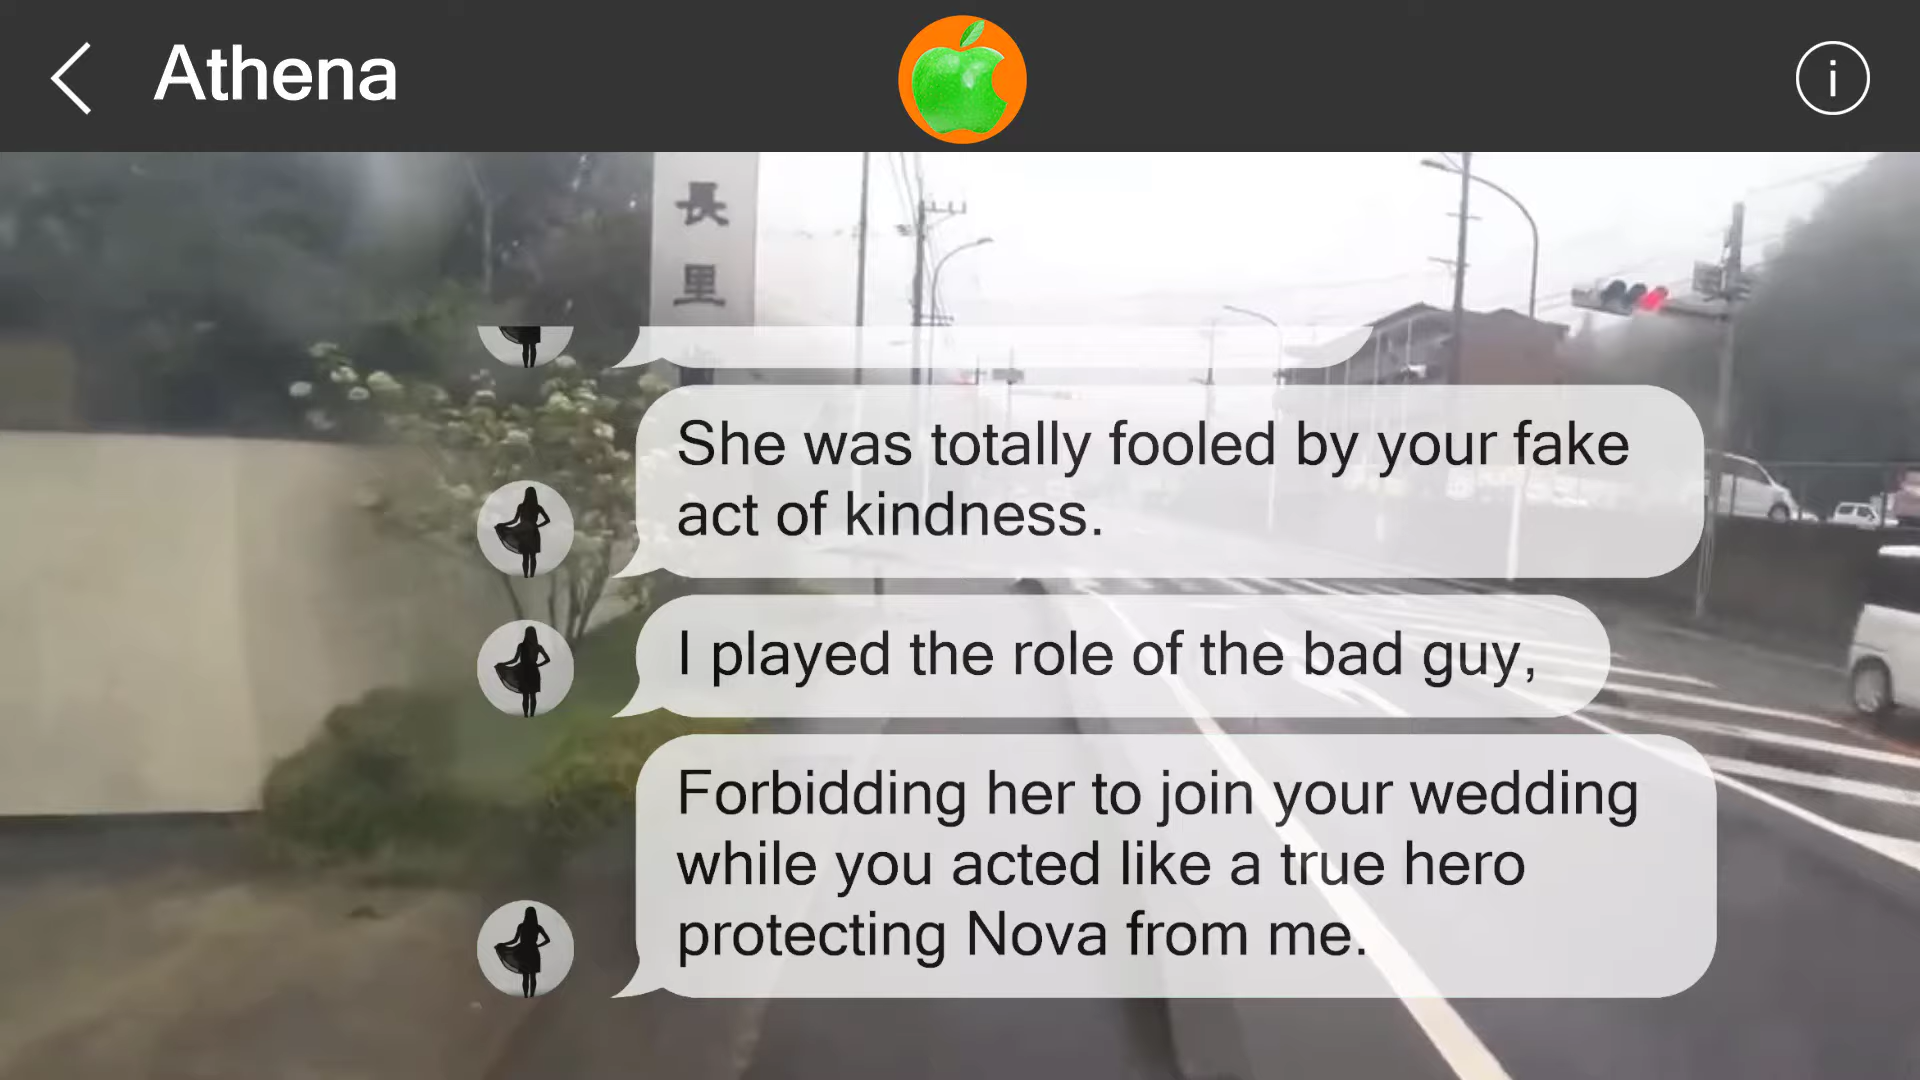 Athena
長
里
She was totally fooled by your fake
act of kindness.
I played the role of the bad guy,
Forbidding her to join your wedding
while you acted like a true hero
protecting Nova from me.